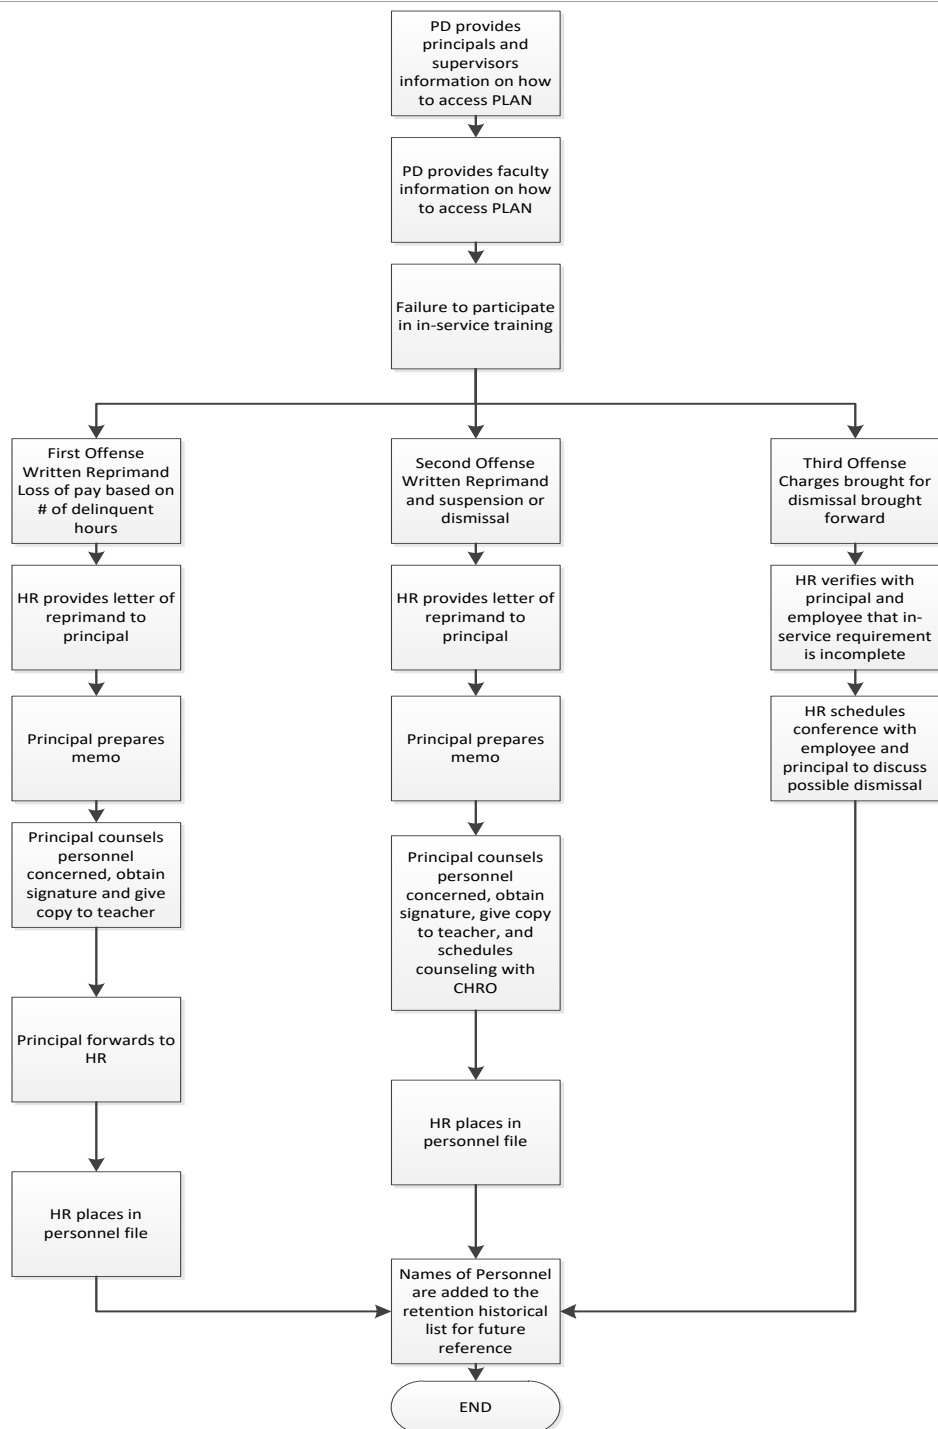 PD provides
principals and
supervisors
information on how
to access PLAN
PD provides faculty
information on how
to access PLAN
Failure to participate
in in-service training
First Offense
Written Reprimand
Loss of pay based on
# of delinquent
hours
HR provides letter of
reprimand to
principal
Principal prepares
memo
Principal counsels
personnel
concerned, obtain
signature and give
copy to teacher
Principal forwards to
HR
HR places in
personnel file
Second Offense
Written Reprimand
and suspension or
dismissal
HR provides letter of
reprimand to
principal
Principal prepares
memo
Principal counsels
personnel
concerned, obtain
signature, give copy
to teacher, and
schedules
counseling with
CHRO
HR places in
personnel file
Third Offense
Charges brought for
dismissal brought
forward
HR verifies with
principal and
employee that in-
service requirement
is incomplete
HR schedules
conference with
employee and
principal to discuss
possible dismissal
Names of Personnel
are added to the
retention historical
list for future
reference
END